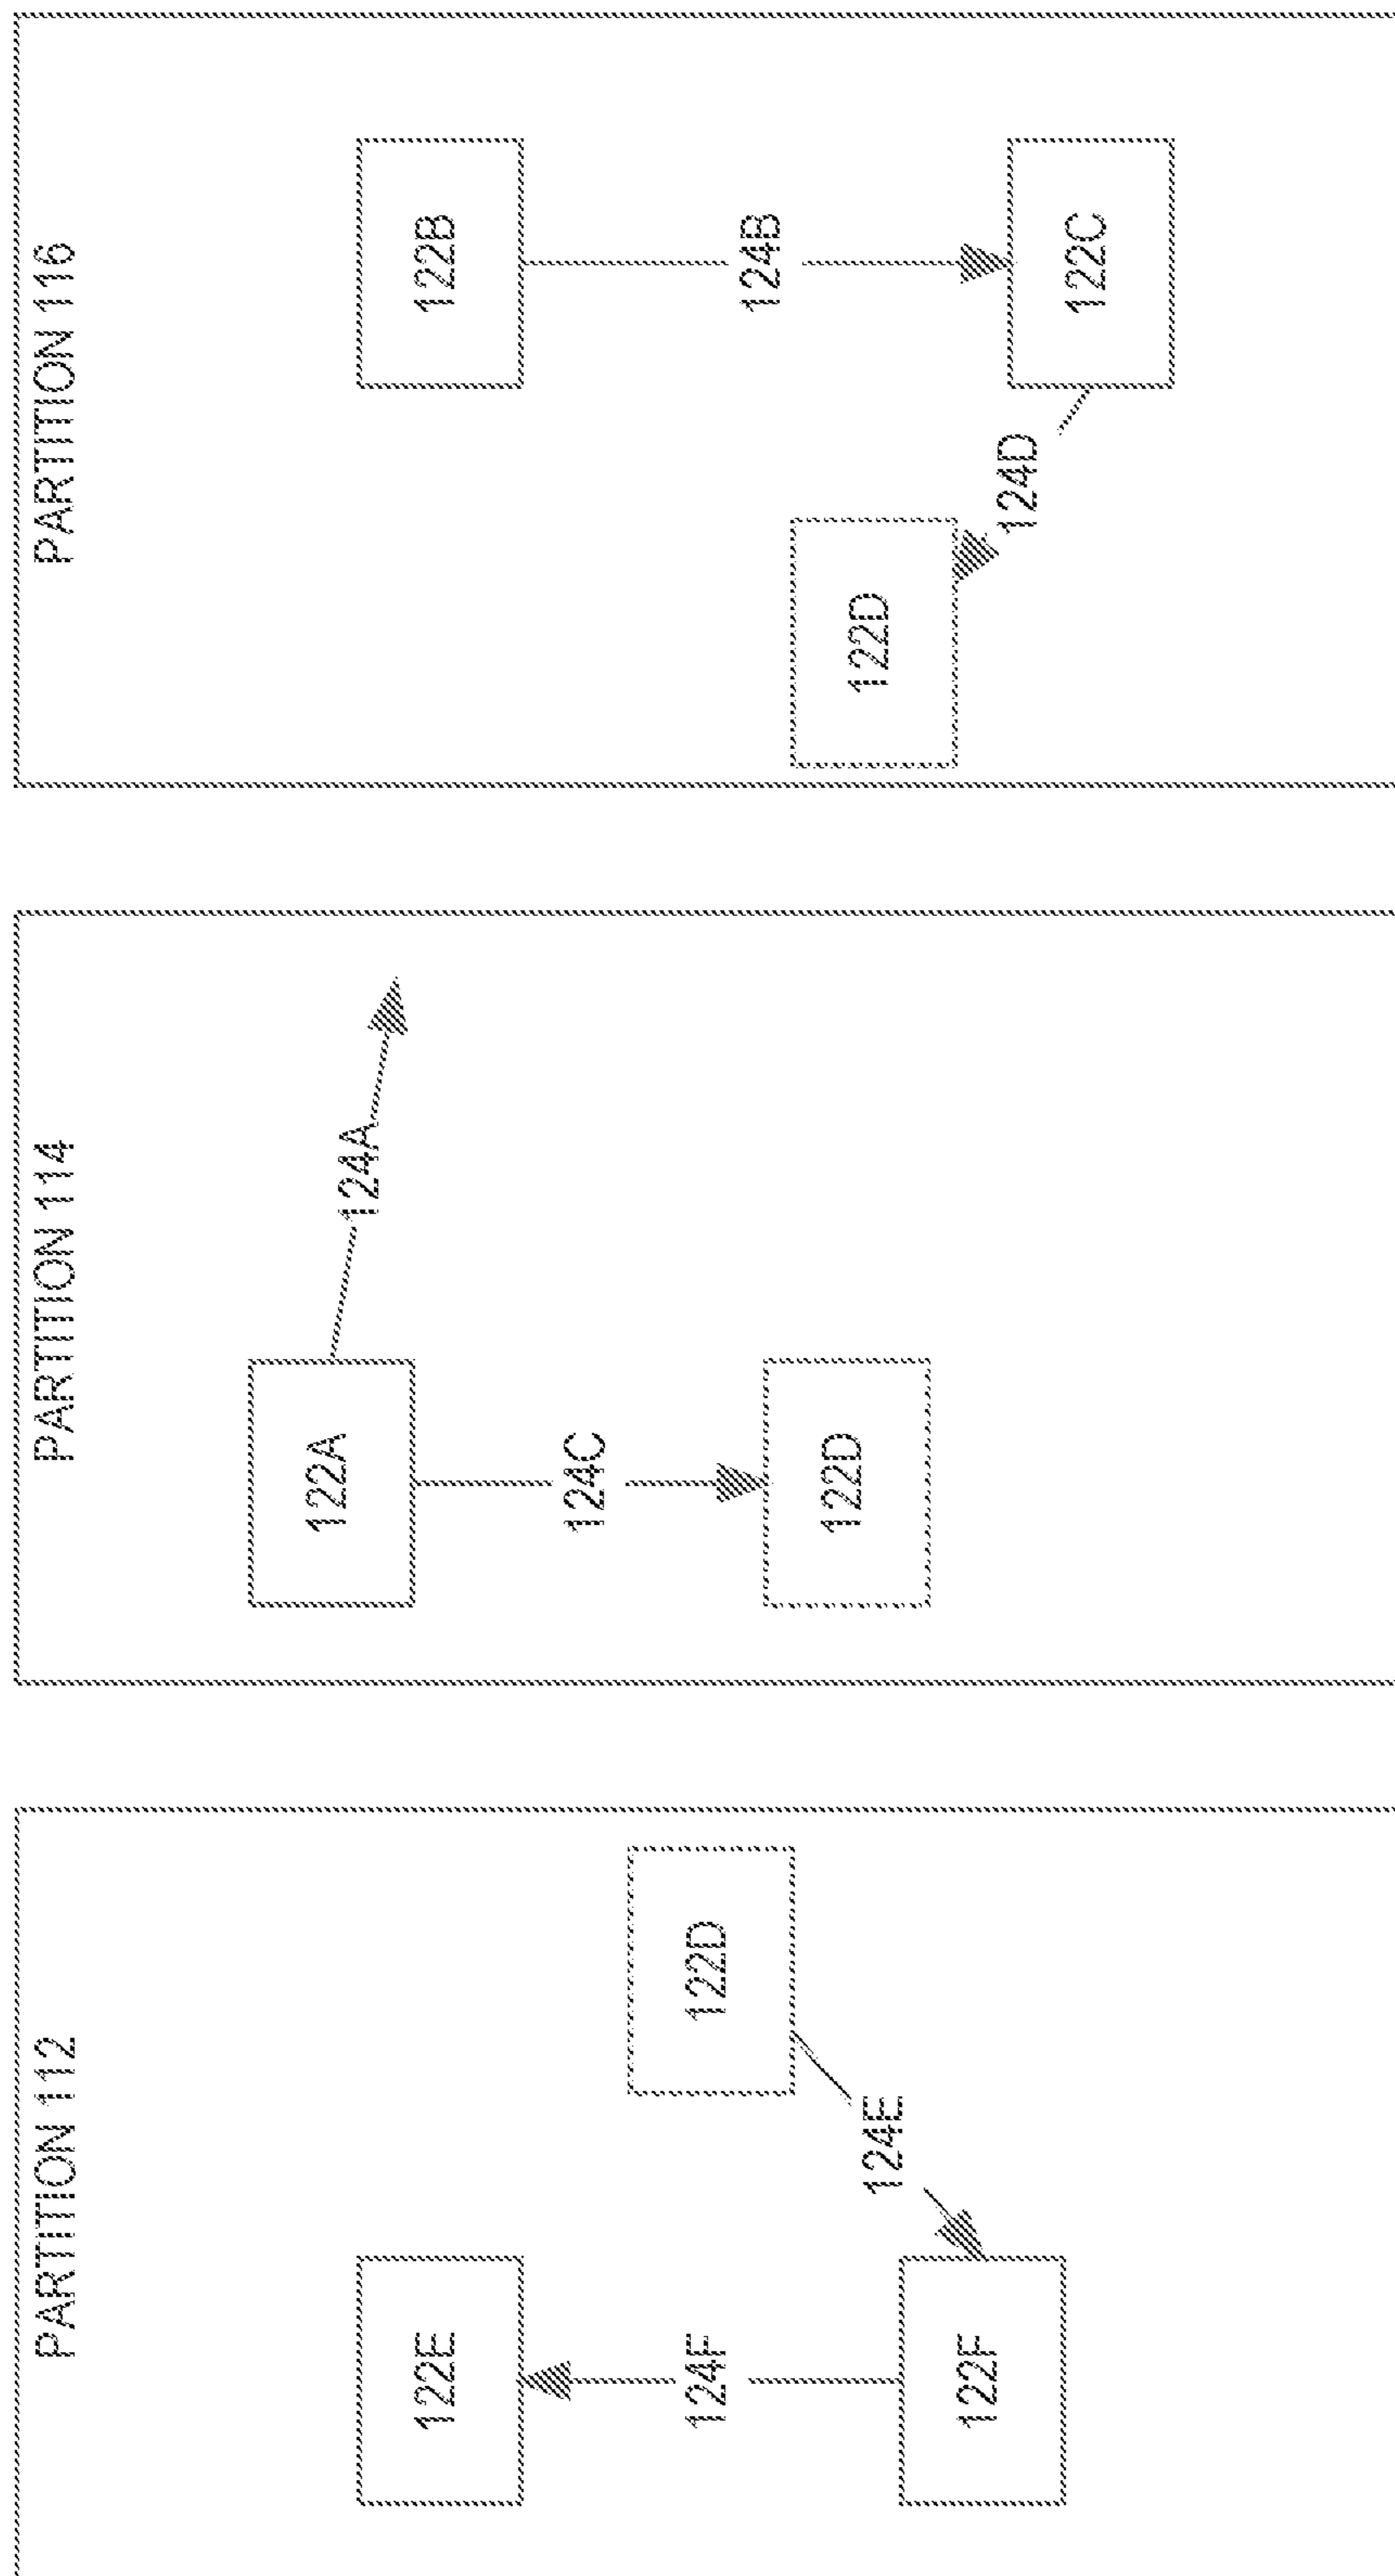 PARTITION 112
122E
124F
122F
124E
122D
PARTITION 114
122A
124A
124C
122D
PARTITION 116
122B
124B
122C
124D
122D